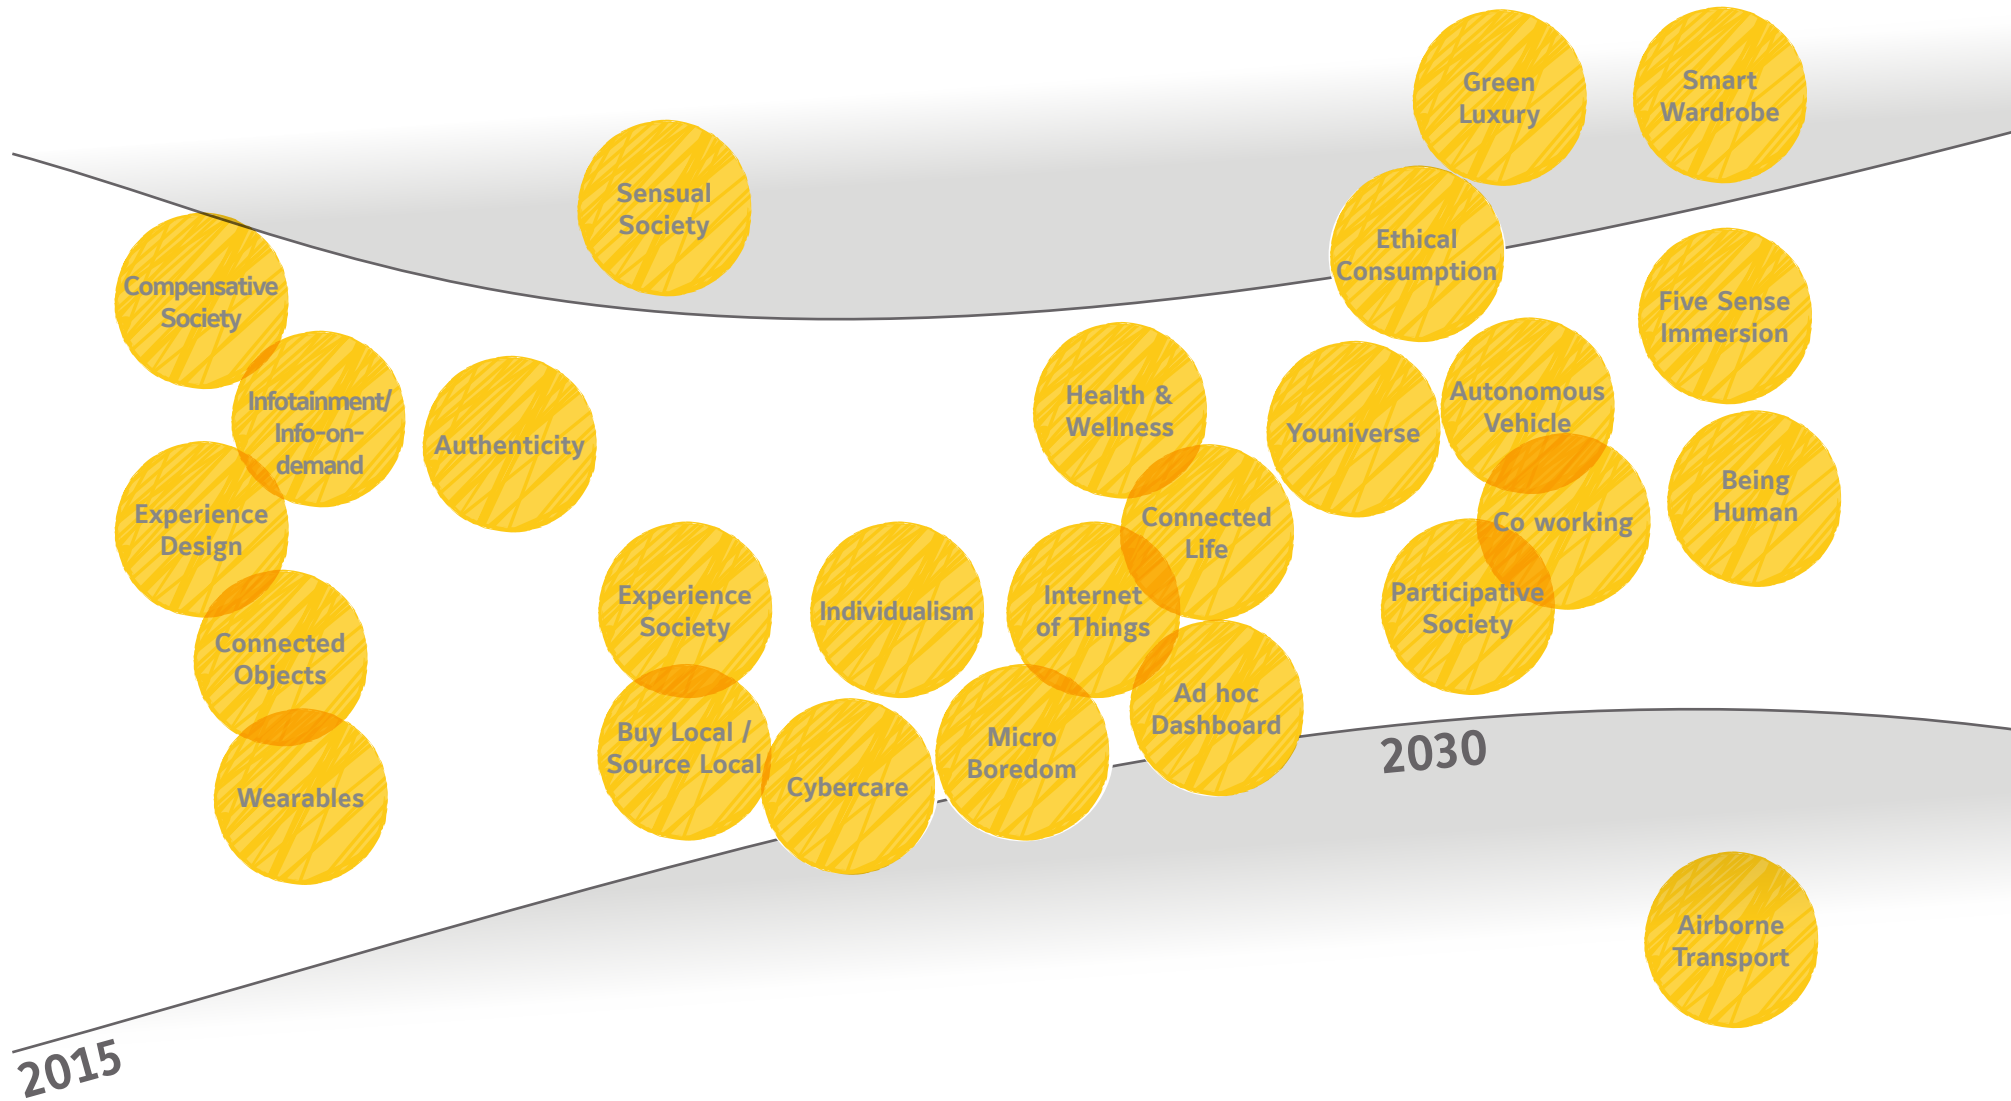 Green
Luxury
Smart
Wardrobe
Sensual
Society
Ethical
Consumption
Compensative
Society
Five Sense
Immersion
Infotainment/
Info-on-
demand
Authenticity
Health &
Wellness
Youniverse
Autonomous
Vehicle
Being
Human
Experience
Design
Connected
Life
Co working
Experience
Society
Individualism
Internet
of Things
Participative
Society
Connected
Objects
Buy Local /
Source Local
Cybercare
Micro
Boredom
Ad hoc
Dashboard
2030
Wearables
Airborne
Transport
2015